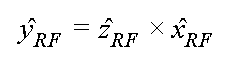 ŷ_RF = ẑ_RF × x̂_RF